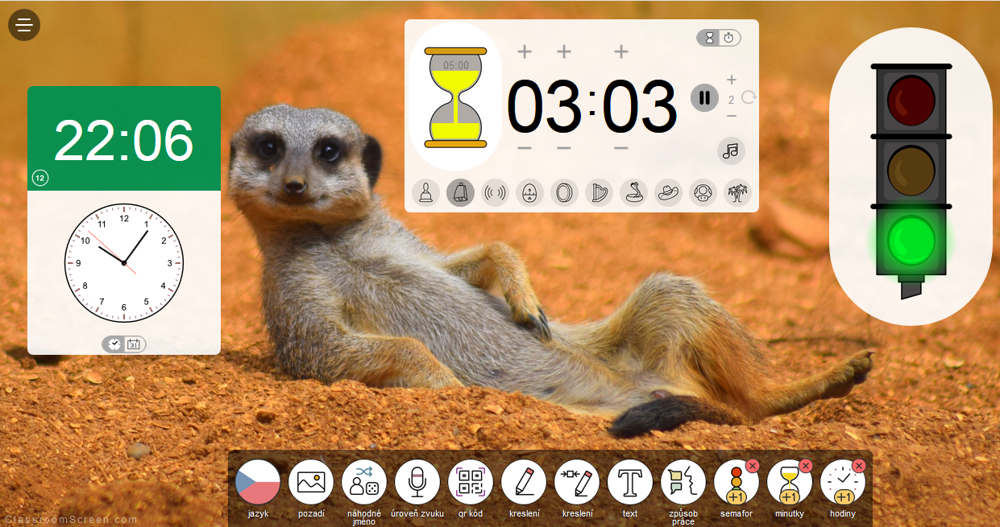 22:06
12
12
1
2
3
4
5
6
7
8
9
10
11
31
05:00
03:03
2
jazyk
pozadí
náhodné
jméno
úroveň zvuku
qr kód
kreslení
kreslení
text
způsob
práce
+1
semafor
+1
minutky
+1
hodiny
ClassroomScreen.com